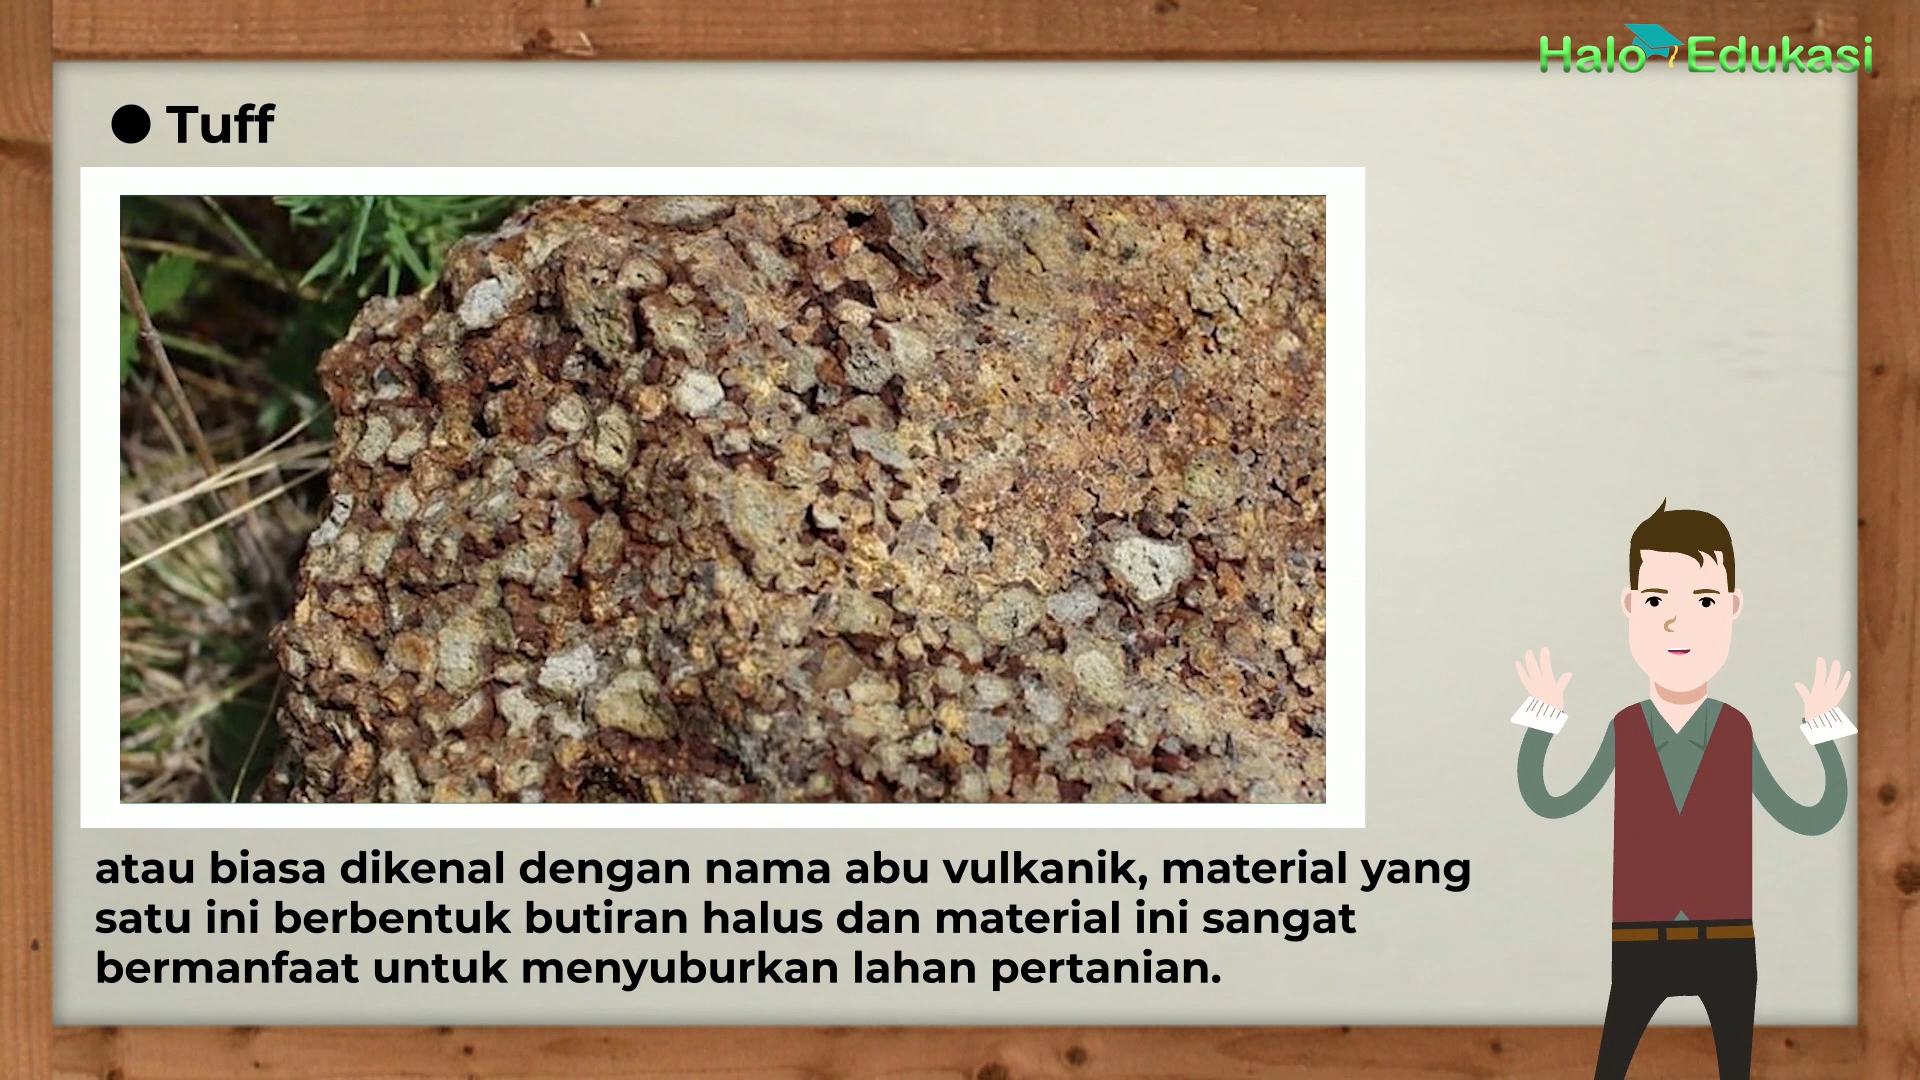 Halo Edukasi
● Tuff
atau biasa dikenal dengan nama abu vulkanik, material yang
satu ini berbentuk butiran halus dan material ini sangat
bermanfaat untuk menyuburkan lahan pertanian.